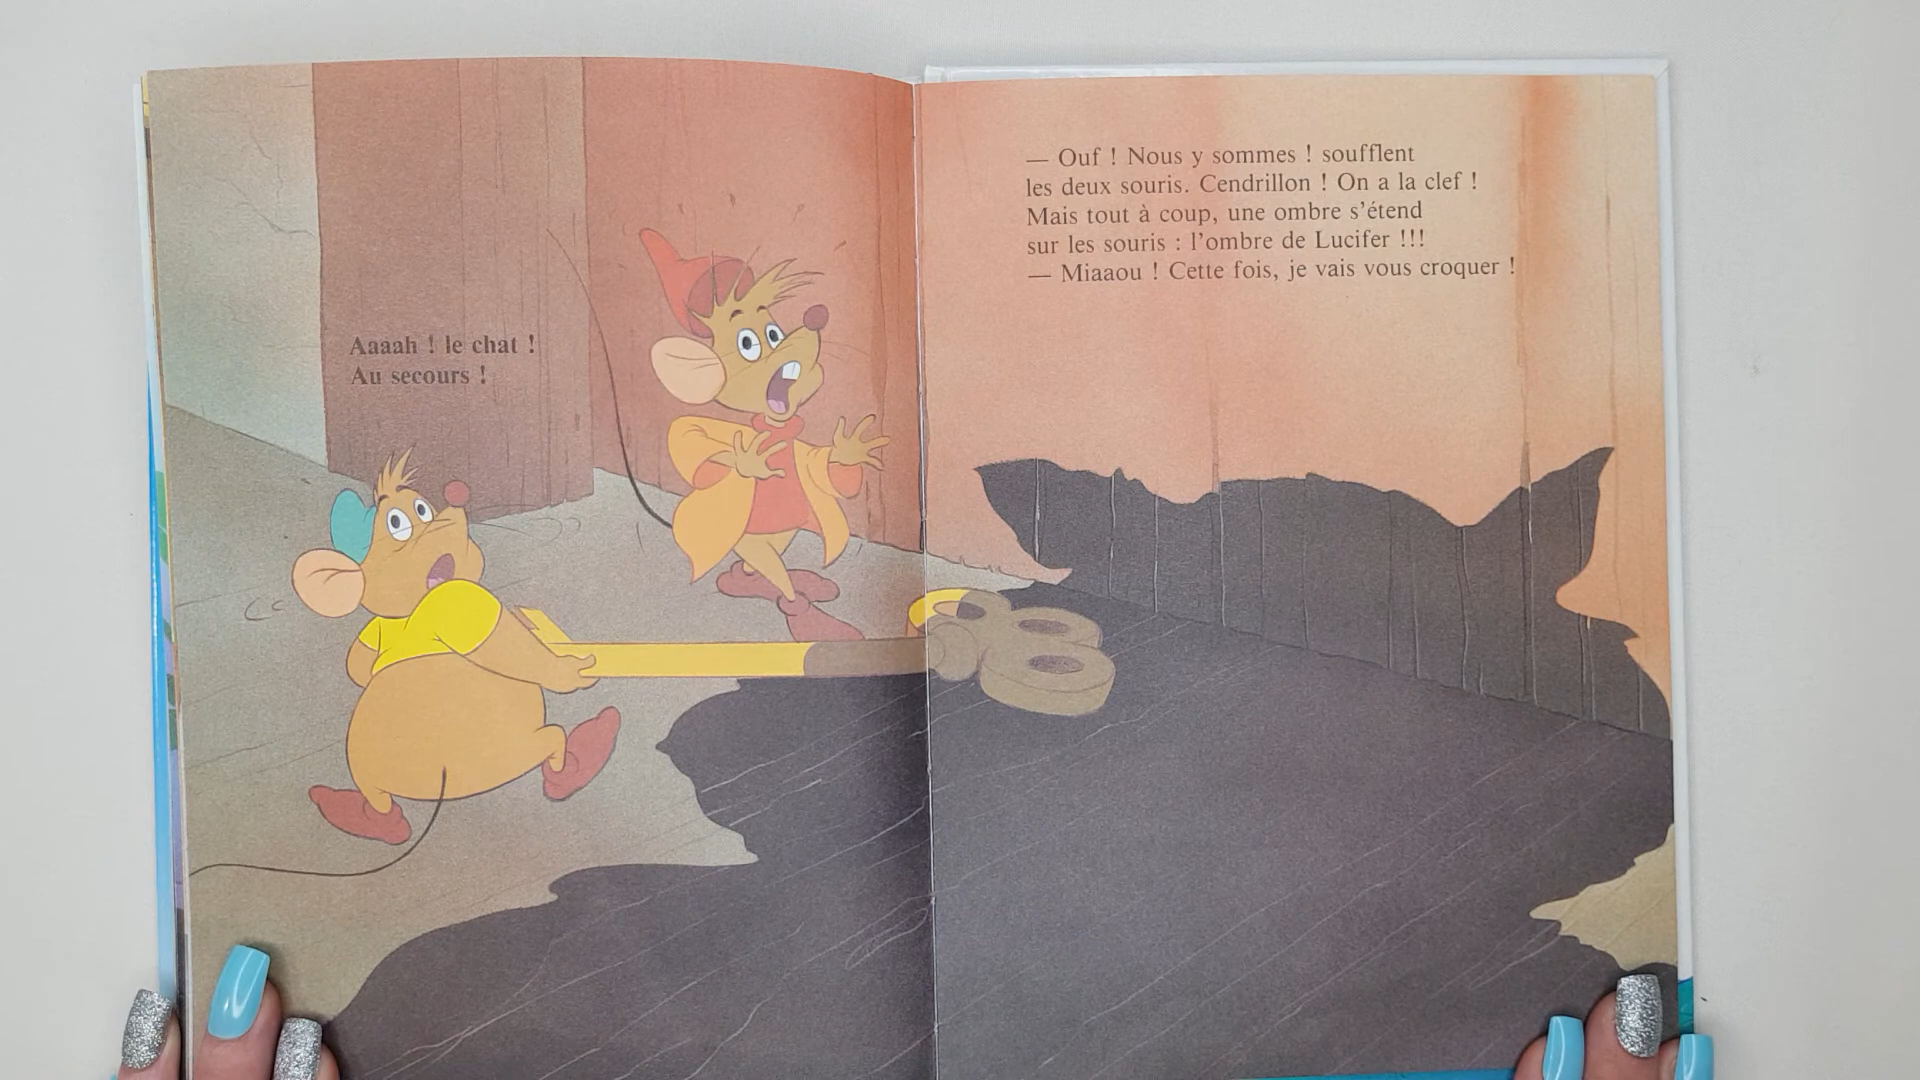 Aaaah ! le chat !
Au secours !
— Ouf ! Nous y sommes ! soufflent
les deux souris. Cendrillon ! On a la clef !
Mais tout à coup, une ombre s’étend
sur les souris : l’ombre de Lucifer !!!
— Miaaou ! Cette fois, je vais vous croquer !